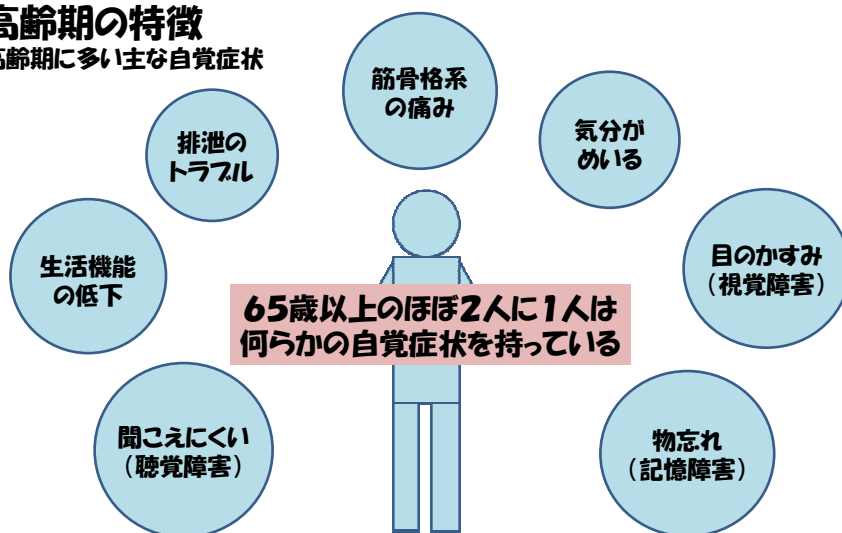 高齢期の特徴
高齢期に多い主な自覚症状
筋骨格系
の痛み
気分が
めいる
排泄の
トラブル
生活機能
の低下
目のかすみ
（視覚障害）
65歳以上のほぼ2人に1人は
何らかの自覚症状を持っている
聞こえにくい
（聴覚障害）
物忘れ
（記憶障害）